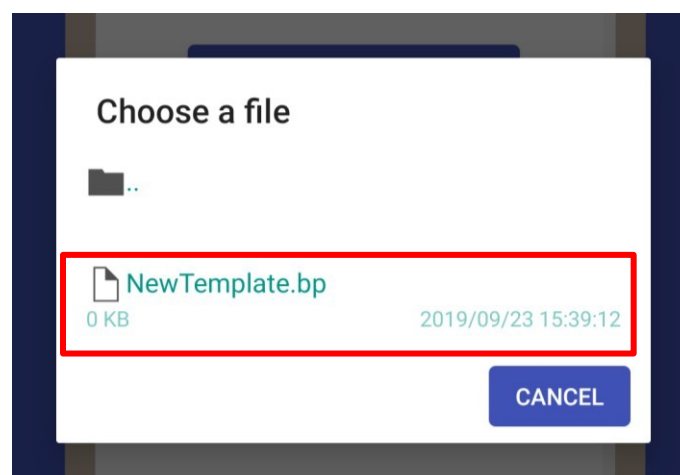 Choose a file
..
NewTemplate.bp
0 KB 2019/09/23 15:39:12
CANCEL